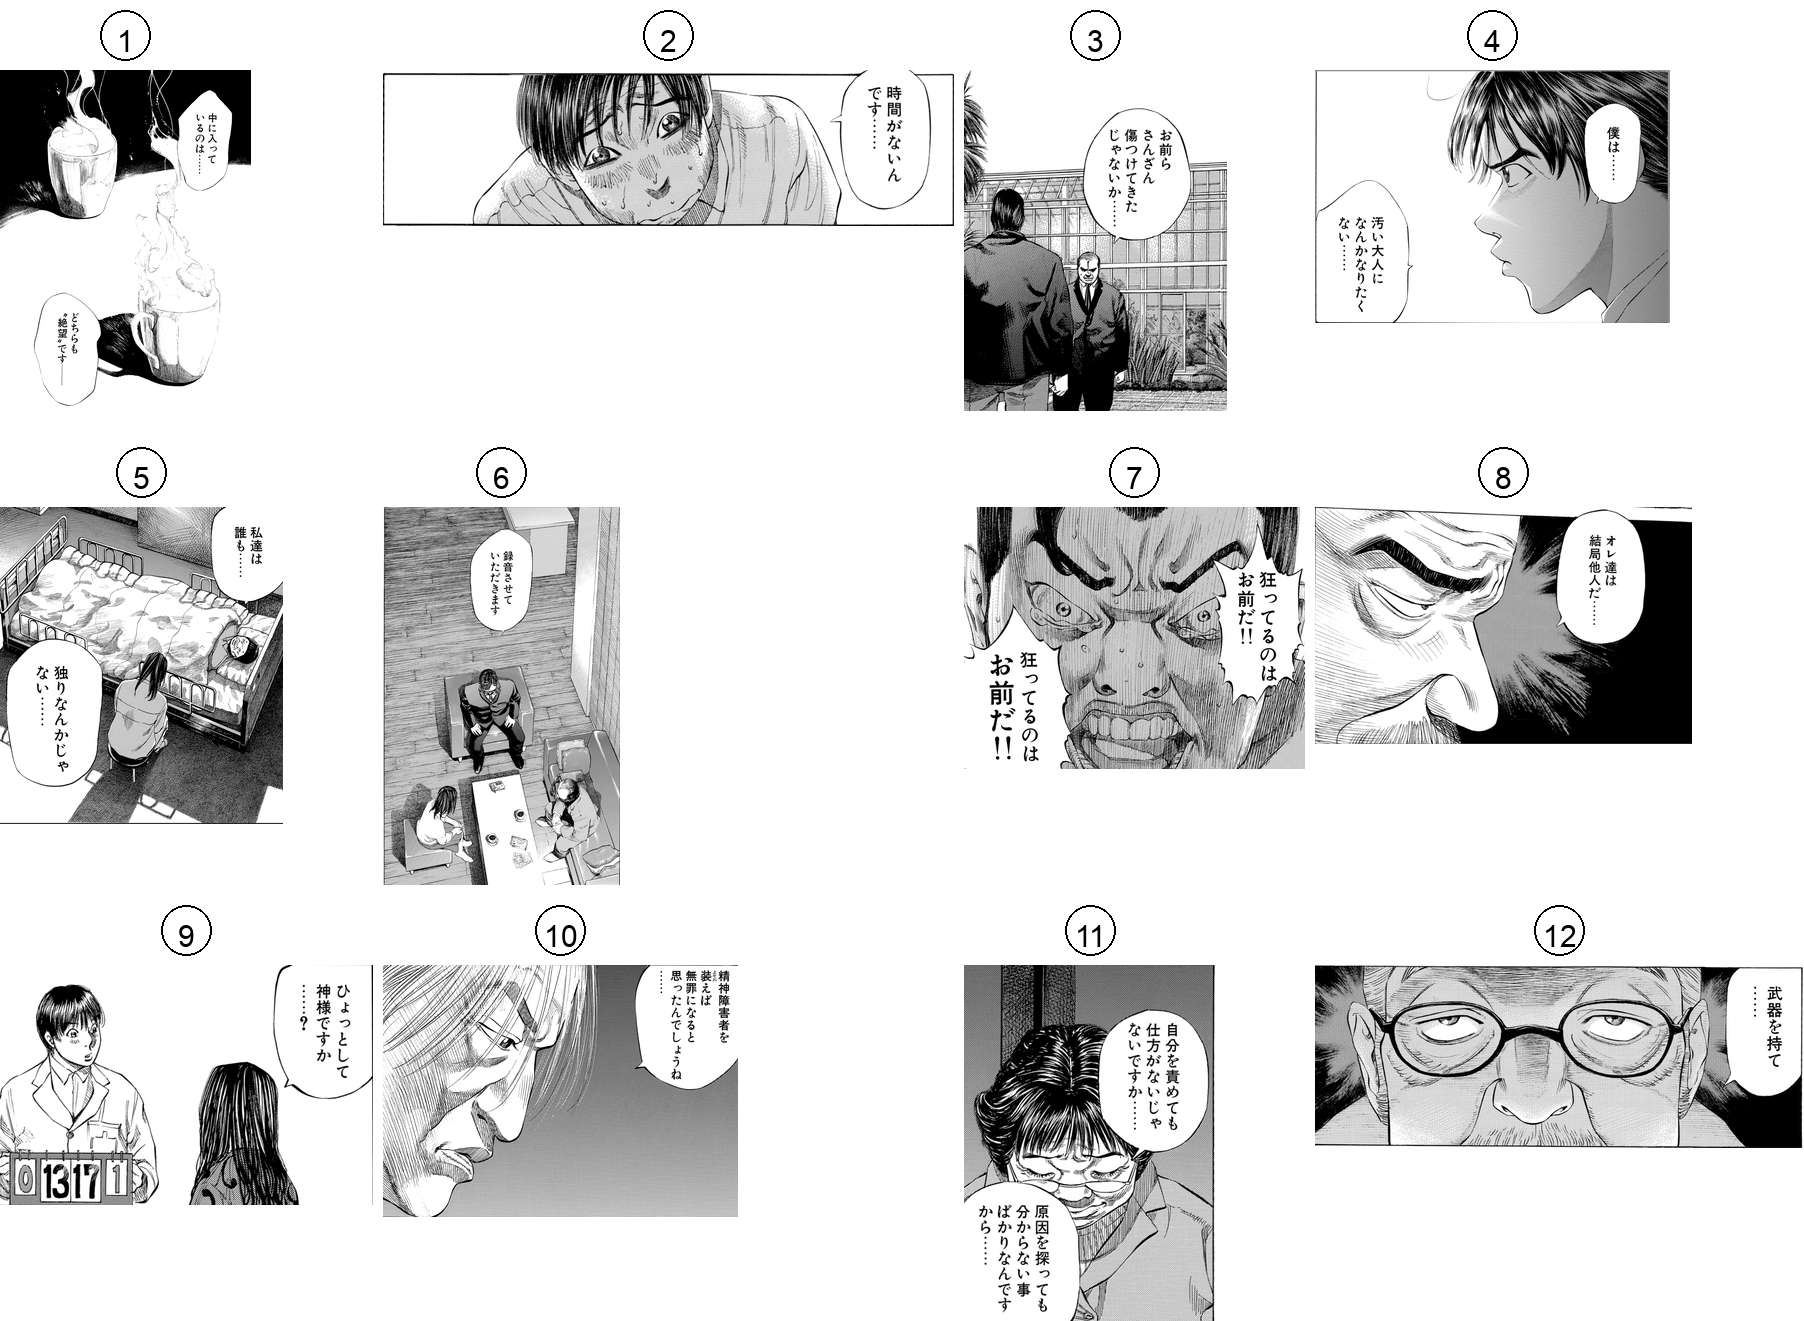 1
中に入って
いるのは……
どちらも
"絶望"です——
2
時間がないん
です……
3
お前ら
さんざん
傷つけてきた
じゃないか……
4
僕は……
汚い大人に
なんかなりたく
ない……
5
私達は
誰も……
独りなんかじゃ
ない……
6
録音させて
いただきます
7
狂ってるのは
お前だ!!
狂ってるのは
お前だ!!
8
オレ達は
結局他人だ……
9
ひょっとして
神様ですか
……?
0 13 17 1
10
精神障害者を
装えば
無罪になると
思ったんでしょうね
……
11
自分を責めても
仕方がないじゃ
ないですか……
原因を探っても
分からない事
ばかりなんです
から……
12
武器を持て
……